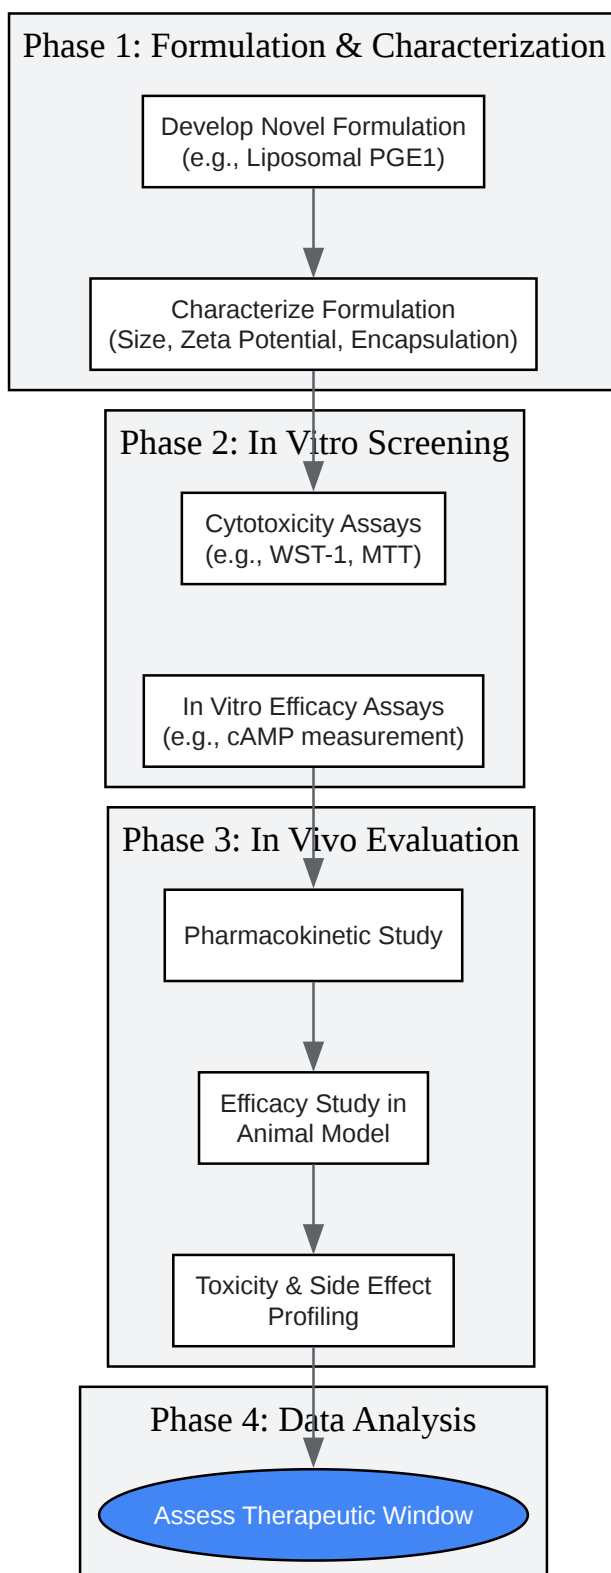 Phase 1: Formulation & Characterization
Develop Novel Formulation
(e.g., Liposomal PGE1)
Characterize Formulation
(Size, Zeta Potential, Encapsulation)
Phase 2: In Vitro Screening
Cytotoxicity Assays
(e.g., WST-1, MTT)
In Vitro Efficacy Assays
(e.g., cAMP measurement)
Phase 3: In Vivo Evaluation
Pharmacokinetic Study
Efficacy Study in
Animal Model
Toxicity & Side Effect
Profiling
Phase 4: Data Analysis
Assess Therapeutic Window